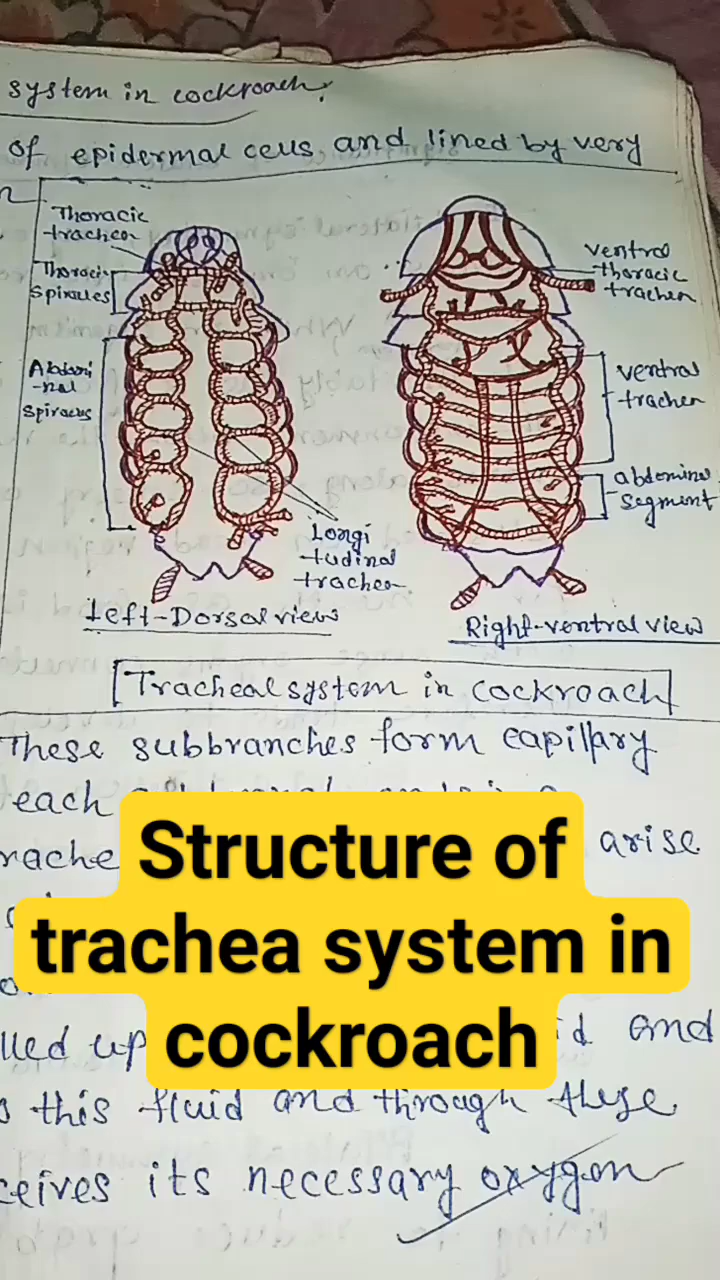 system in cockroach:
of epidermal cells and lined by very
Thoracic
trachea
Thoracic
spiracles
Abdomi
-nal
spiracles
Longi
tudinal
trachea
Left-Dorsal view
ventral
thoracic
trachea
ventral
trachea
abdominal
segment
Right-ventral view
[Tracheal system in cockroach]
These subbranches form capillary
each
rache arise
Structure of
trachea system in
cockroach
lled up id and
this fluid and through these
ceives its necessary oxygen